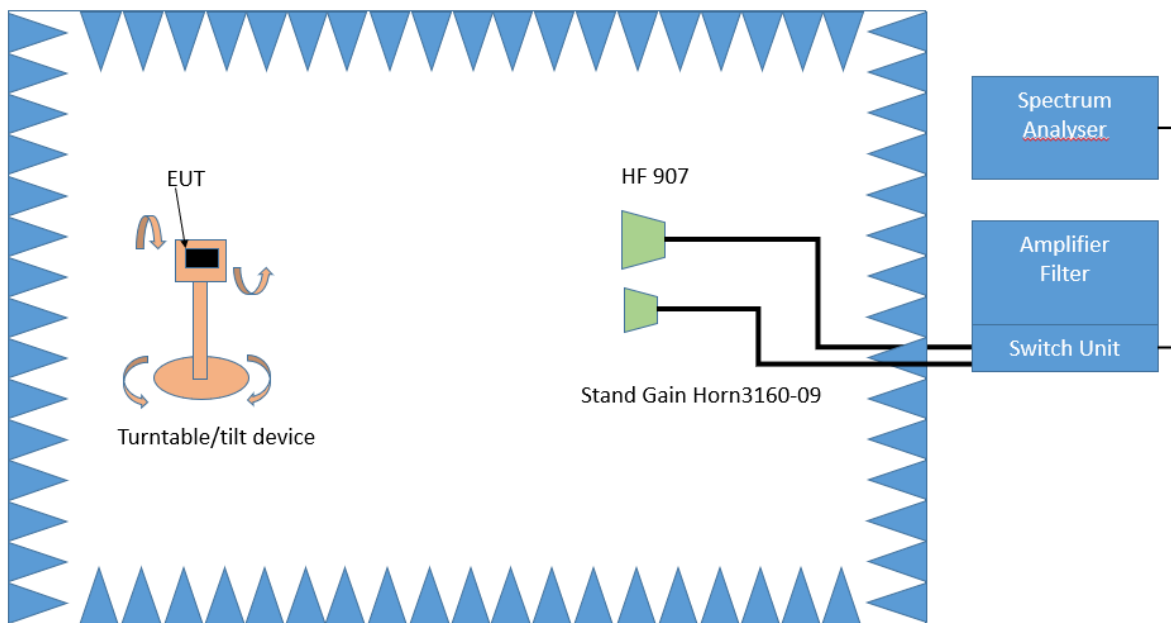 Spectrum
Analyser
EUT
HF 907
Amplifier
Filter
Switch Unit
Stand Gain Horn3160-09
Turntable/tilt device